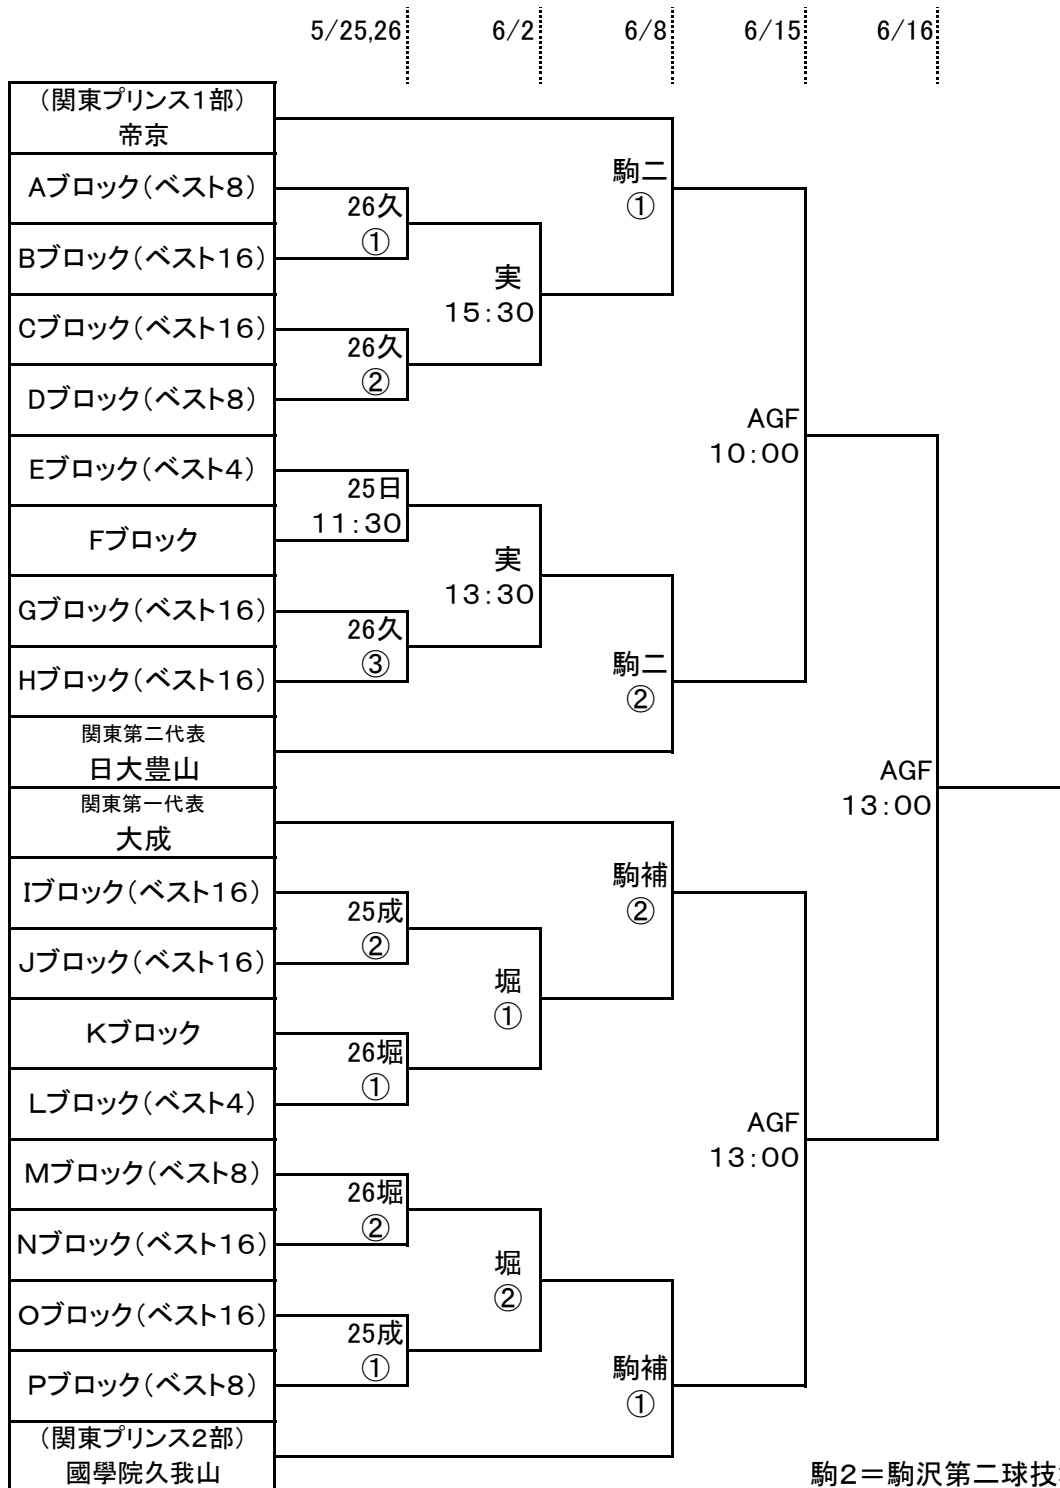 5/25,26 6/2 6/8 6/15 6/16
(関東プリンス1部)
帝京
Aブロック(ベスト8)
Bブロック(ベスト16)
Cブロック(ベスト16)
Dブロック(ベスト8)
Eブロック(ベスト4)
Fブロック
Gブロック(ベスト16)
Hブロック(ベスト16)
関東第二代表
日大豊山
関東第一代表
大成
Iブロック(ベスト16)
Jブロック(ベスト16)
Kブロック
Lブロック(ベスト4)
Mブロック(ベスト8)
Nブロック(ベスト16)
Oブロック(ベスト16)
Pブロック(ベスト8)
(関東プリンス2部)
國學院久我山
26久
①
26久
②
25日
11:30
26久
③
25成
②
26堀
①
26堀
②
25成
①
実
15:30
実
13:30
堀
①
堀
②
駒二
①
駒二
②
駒補
②
駒補
①
AGF
10:00
AGF
13:00
AGF
13:00
駒2=駒沢第二球技